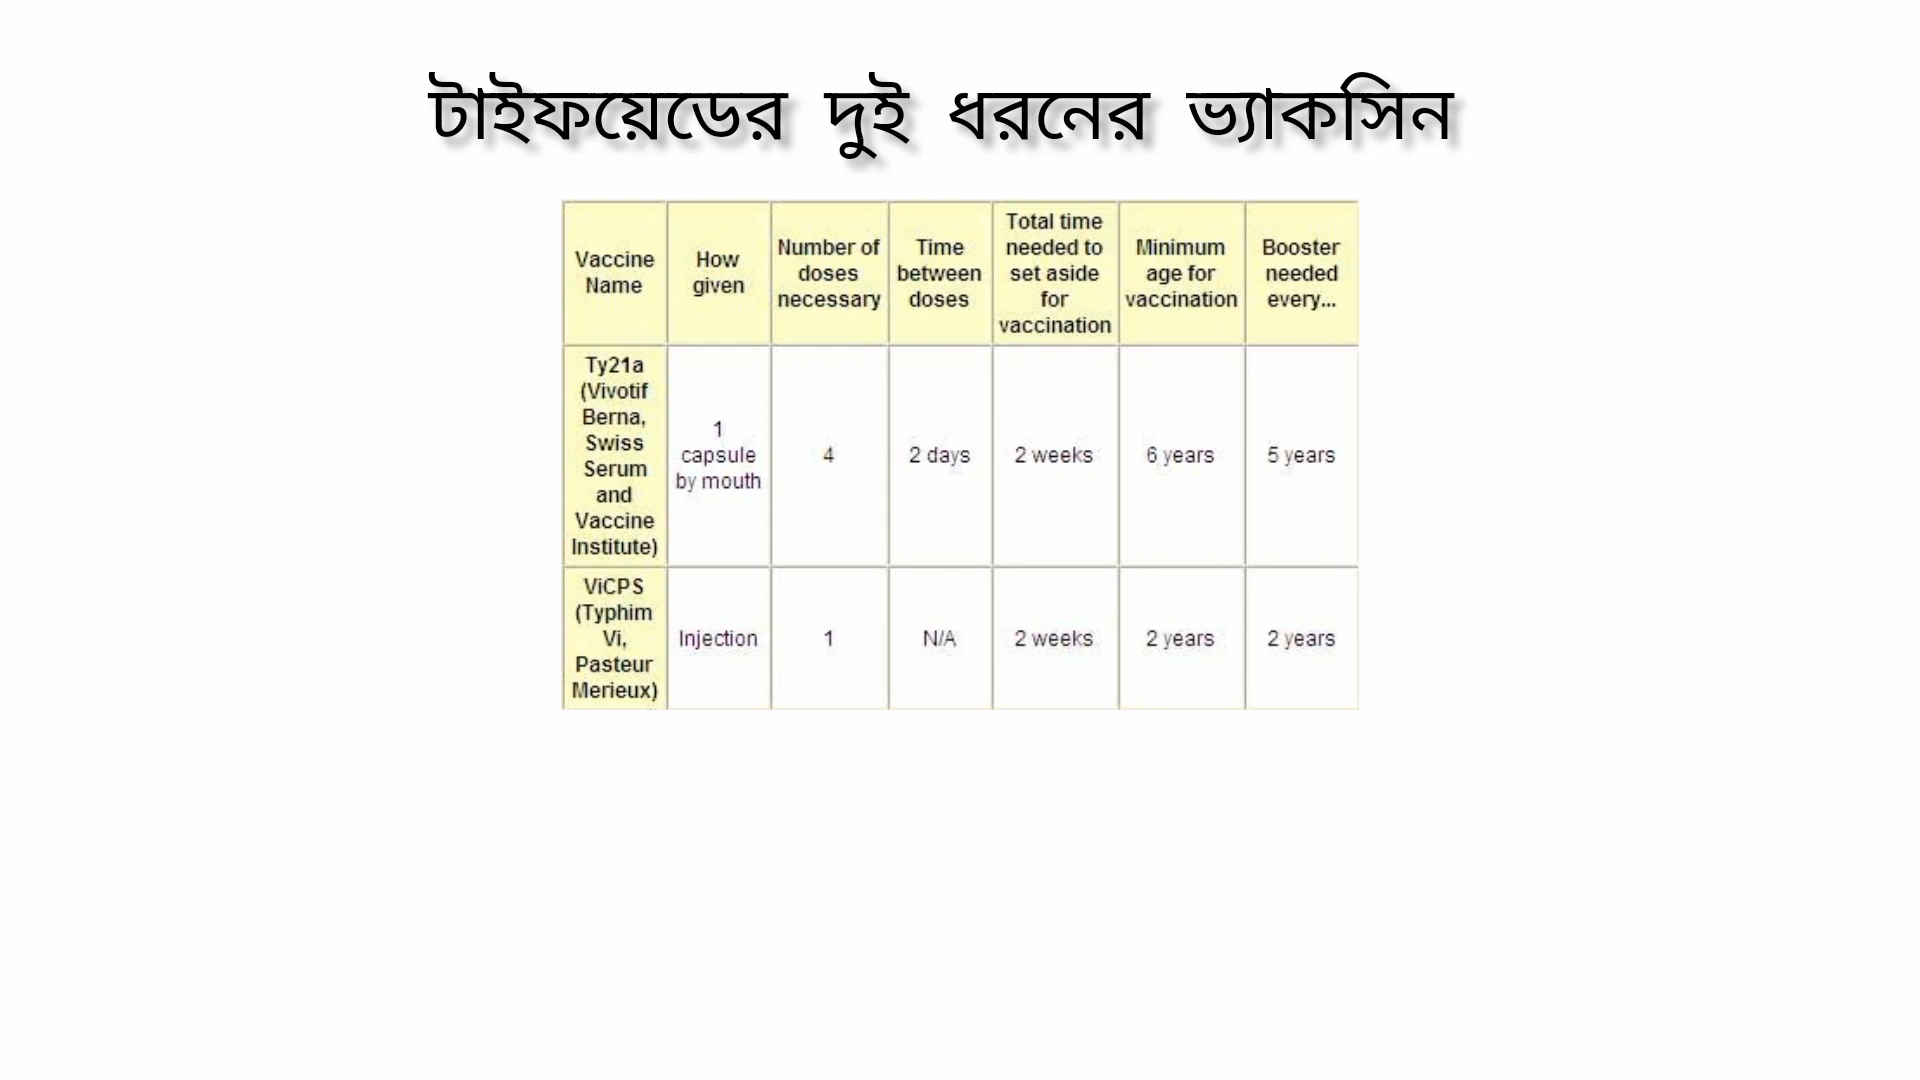 টাইফয়েডের দুই ধরনের ভ্যাকসিন
Vaccine
Name
How
given
Number of
doses
necessary
Time
between
doses
Total time
needed to
set aside
for
vaccination
Minimum
age for
vaccination
Booster
needed
every...
Ty21a
(Vivotif
Berna,
Swiss
Serum
and
Vaccine
Institute)
1
capsule
by mouth
4
2 days
2 weeks
6 years
5 years
ViCPS
(Typhim
Vi,
Pasteur
Merieux)
Injection
1
N/A
2 weeks
2 years
2 years